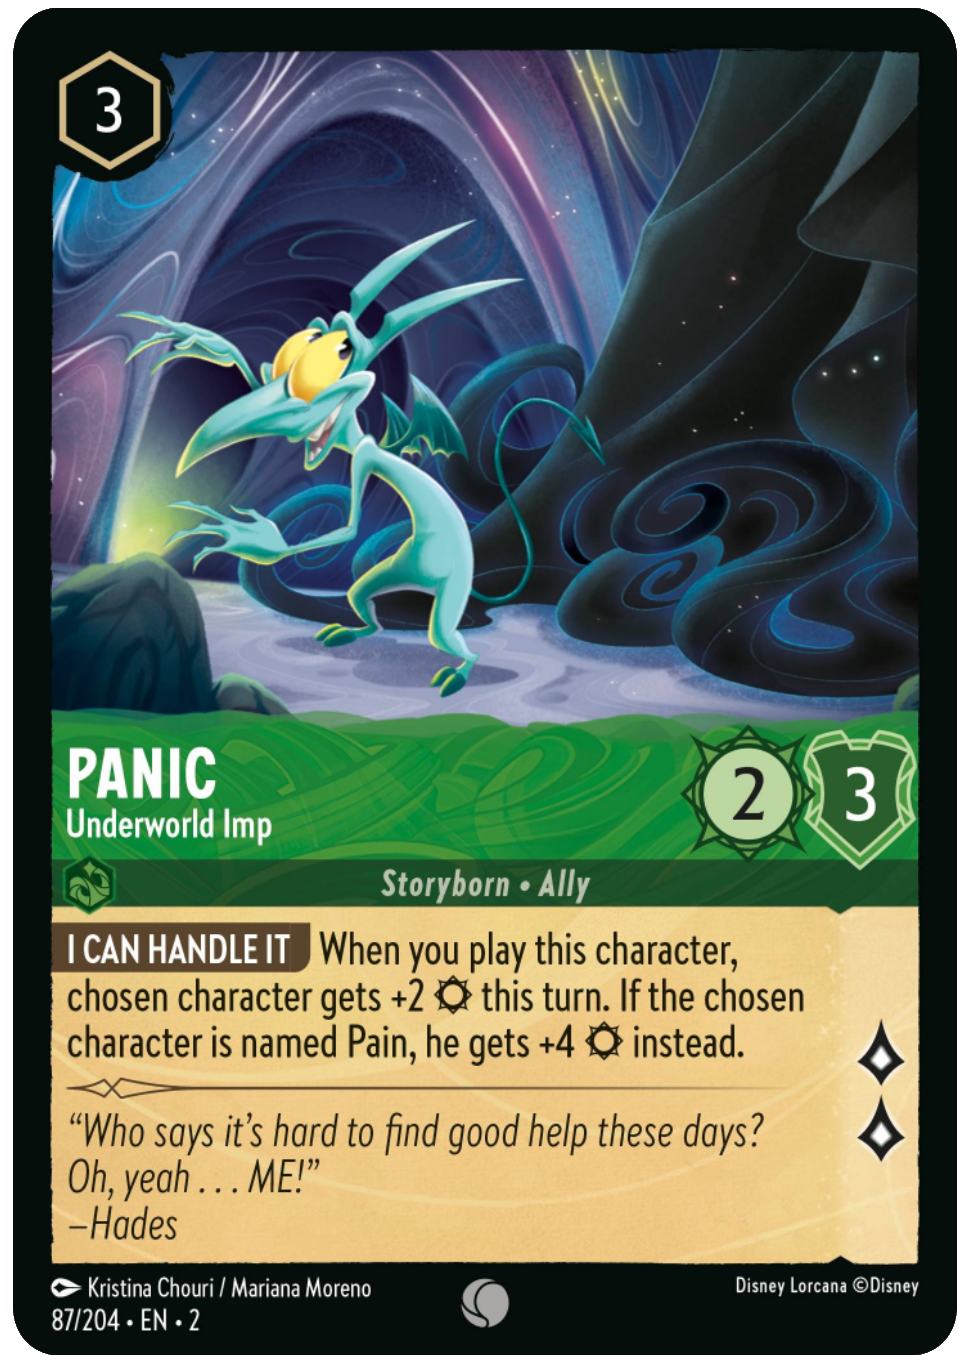 3
PANIC
Underworld Imp
2
3
Storyborn • Ally
I CAN HANDLE IT When you play this character,
chosen character gets +2 this turn. If the chosen
character is named Pain, he gets +4 instead.
“Who says it’s hard to find good help these days?
Oh, yeah . . . ME!”
–Hades
Kristina Chouri / Mariana Moreno
Disney Lorcana ©Disney
87/204 • EN • 2